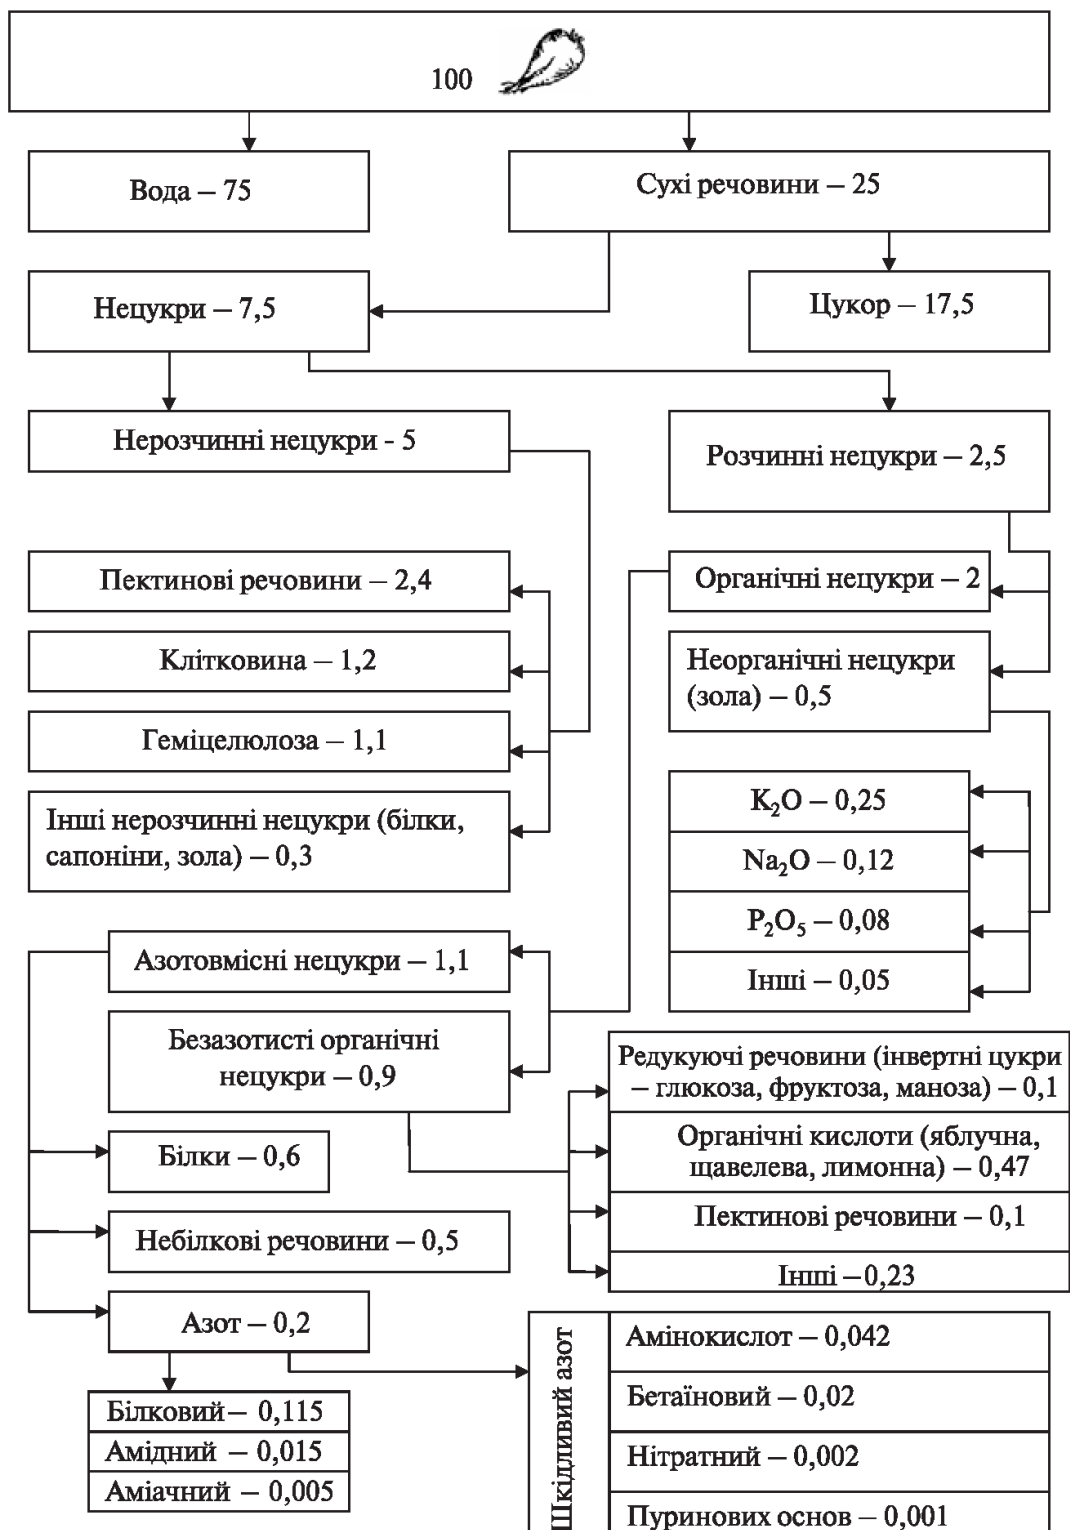 100
Вода – 75
Сухі речовини – 25
Нецукри – 7,5
Цукор – 17,5
Нерозчинні нецукри - 5
Розчинні нецукри – 2,5
Пектинові речовини – 2,4
Клітковина – 1,2
Геміцелюлоза – 1,1
Інші нерозчинні нецукри (білки,
сапоніни, зола) – 0,3
Органічні нецукри – 2
Неорганічні нецукри
(зола) – 0,5
K₂O – 0,25
Na₂O – 0,12
P₂O₅ – 0,08
Інші – 0,05
Азотовмісні нецукри – 1,1
Безазотисті органічні
нецукри – 0,9
Редукуючі речовини (інвертні цукри
– глюкоза, фруктоза, маноза) – 0,1
Органічні кислоти (яблучна,
щавелева, лимонна) – 0,47
Пектинові речовини – 0,1
Інші –0,23
Білки – 0,6
Небілкові речовини – 0,5
Азот – 0,2
Білковий– 0,115
Амідний – 0,015
Аміачний – 0,005
Шкідливий азот
Амінокислот – 0,042
Бетаїновий – 0,02
Нітратний – 0,002
Пуринових основ – 0,001